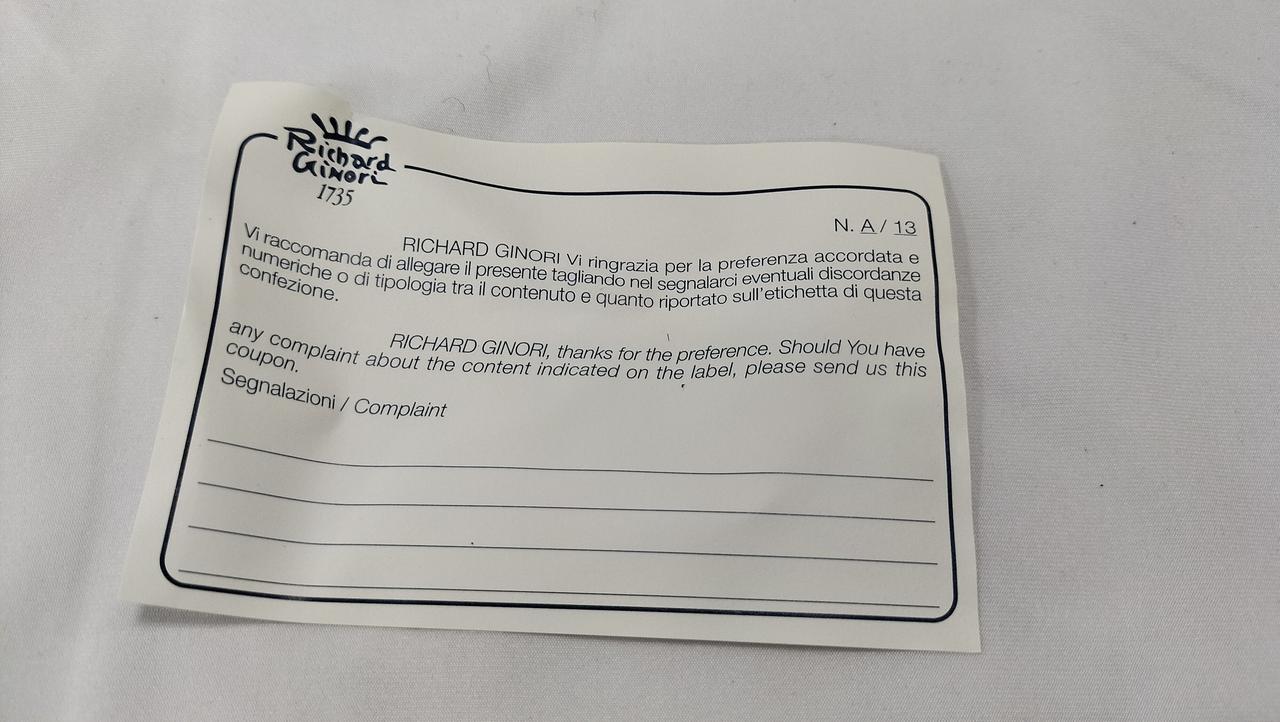 Richard
Ginori
1735
N. A / 13
RICHARD GINORI Vi ringrazia per la preferenza accordata e
Vi raccomanda di allegare il presente tagliando nel segnalarci eventuali discordanze
numeriche o di tipologia tra il contenuto e quanto riportato sull'etichetta di questa
confezione.
RICHARD GINORI, thanks for the preference. Should You have
any complaint about the content indicated on the label, please send us this
coupon.
Segnalazioni / Complaint